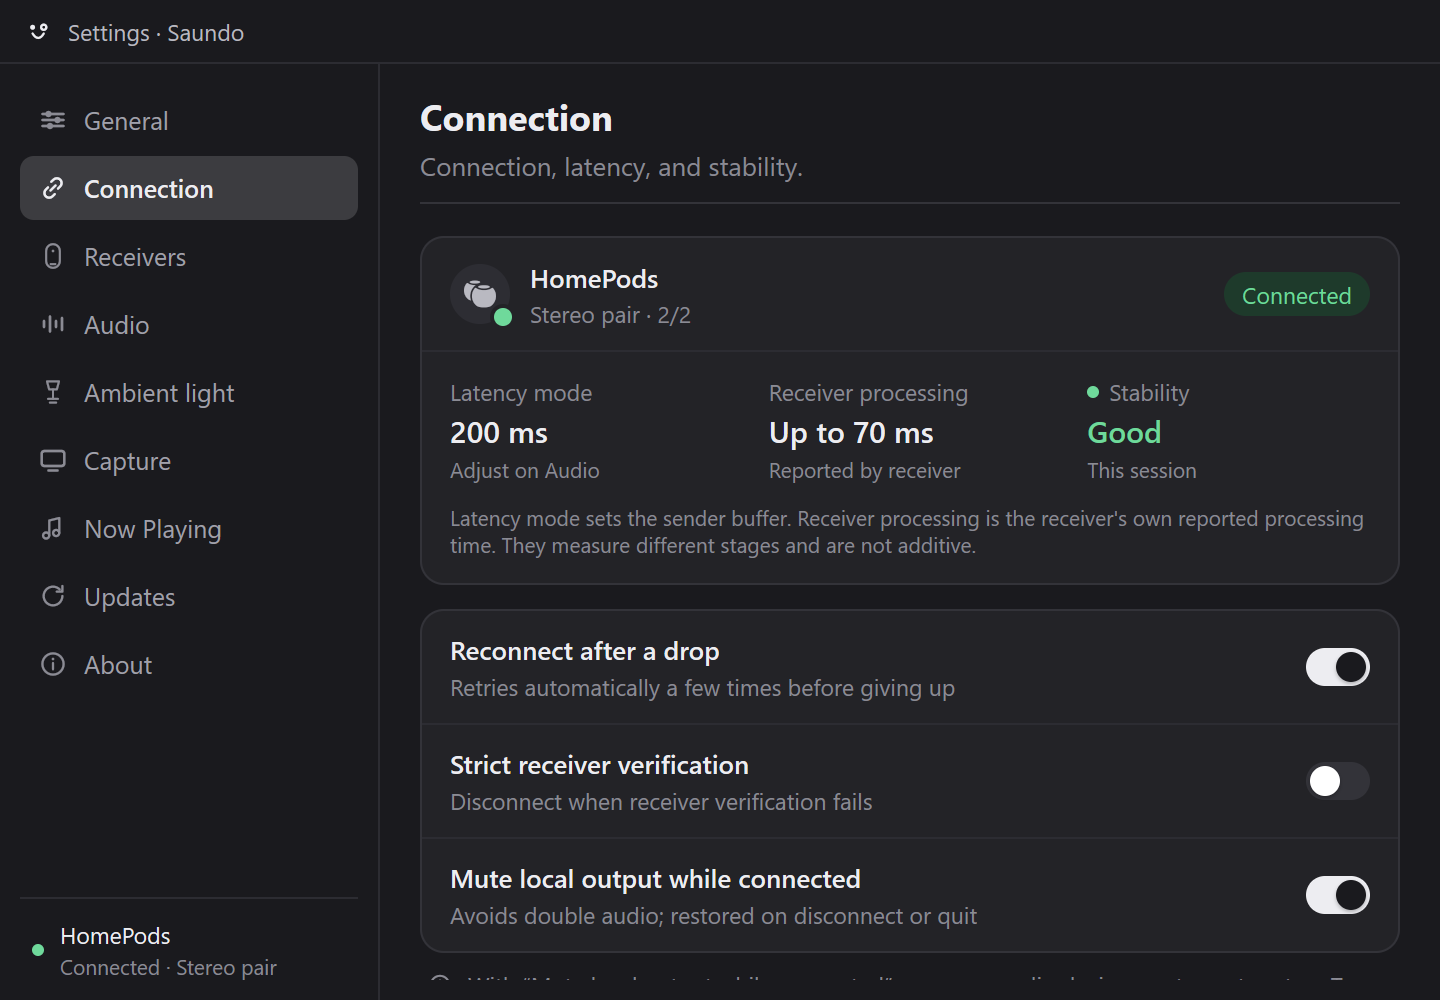 Settings · Saundo
General
Connection
Receivers
Audio
Ambient light
Capture
Now Playing
Updates
About
HomePods
Connected · Stereo pair
Connection
Connection, latency, and stability.
HomePods
Stereo pair · 2/2
Connected
Latency mode
200 ms
Adjust on Audio
Receiver processing
Up to 70 ms
Reported by receiver
Stability
Good
This session
Latency mode sets the sender buffer. Receiver processing is the receiver's own reported processing
time. They measure different stages and are not additive.
Reconnect after a drop
Retries automatically a few times before giving up
Strict receiver verification
Disconnect when receiver verification fails
Mute local output while connected
Avoids double audio; restored on disconnect or quit